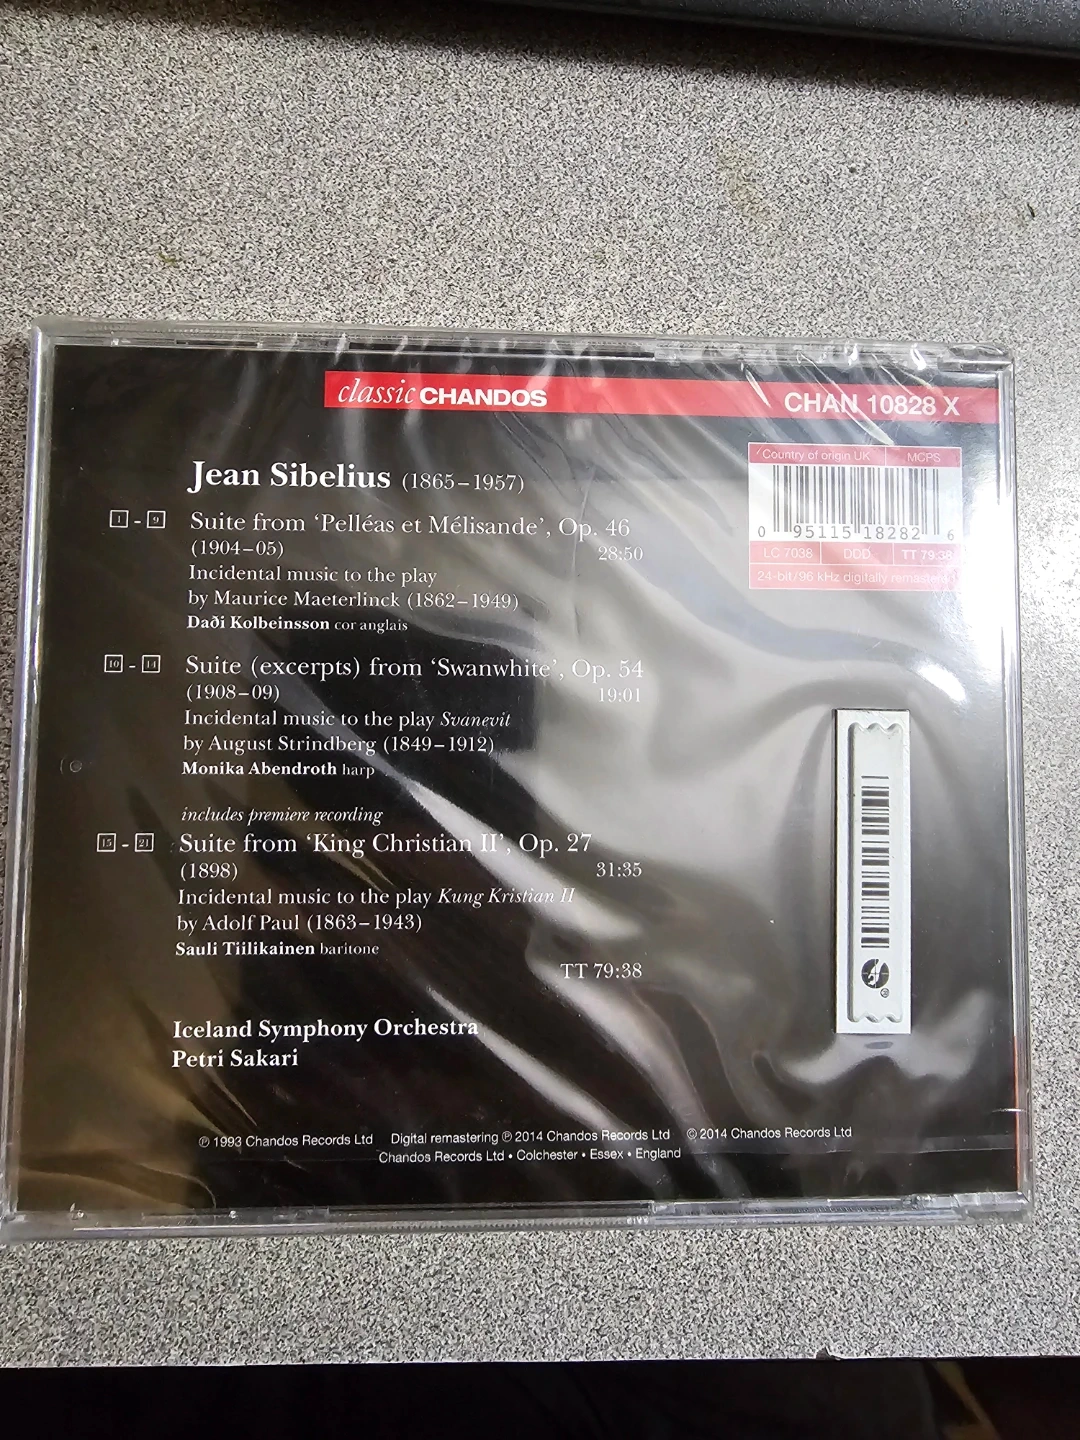 classic CHANDOS
CHAN 10828 X
Country of origin UK MCPS
0 95115 18282 6
LC 7038 DDD TT 79:38
24-bit/96 kHz digitally remastered
Jean Sibelius (1865–1957)
1 - 9 Suite from ‘Pelléas et Mélisande’, Op. 46
(1904–05) 28:50
Incidental music to the play
by Maurice Maeterlinck (1862–1949)
Daði Kolbeinsson cor anglais
10 - 14 Suite (excerpts) from ‘Swanwhite’, Op. 54
(1908–09) 19:01
Incidental music to the play Svanevit
by August Strindberg (1849–1912)
Monika Abendroth harp
includes premiere recording
15 - 21 Suite from ‘King Christian II’, Op. 27
(1898) 31:35
Incidental music to the play Kung Kristian II
by Adolf Paul (1863–1943)
Sauli Tiilikainen baritone
TT 79:38
Iceland Symphony Orchestra
Petri Sakari
℗ 1993 Chandos Records Ltd Digital remastering ℗ 2014 Chandos Records Ltd © 2014 Chandos Records Ltd
Chandos Records Ltd • Colchester • Essex • England